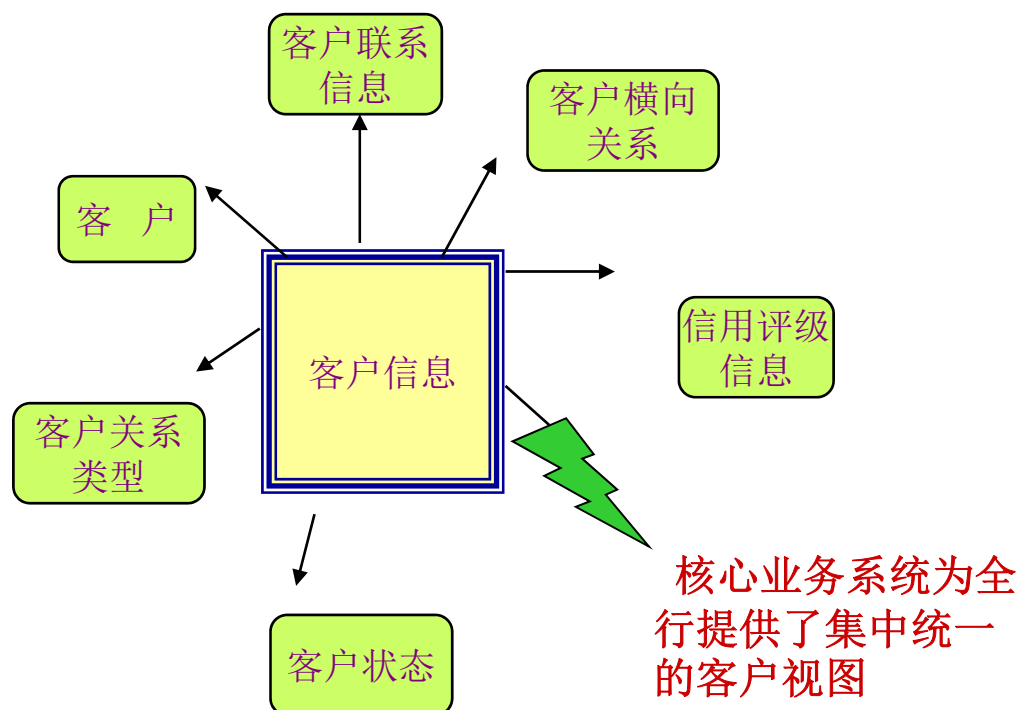 客户联系
信息
客户横向
关系
客 户
信用评级
信息
客户信息
客户关系
类型
核心业务系统为全
行提供了集中统一
的客户视图
客户状态